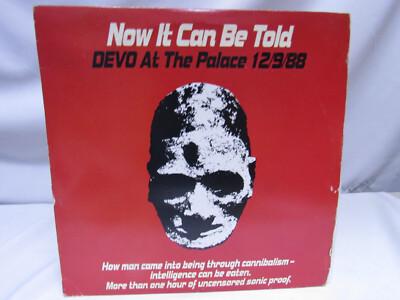 Now It Can Be Told
DEVO At The Palace 12/9/88
How man came into being through cannibalism –
intelligence can be eaten.
More than one hour of uncensored sonic proof.